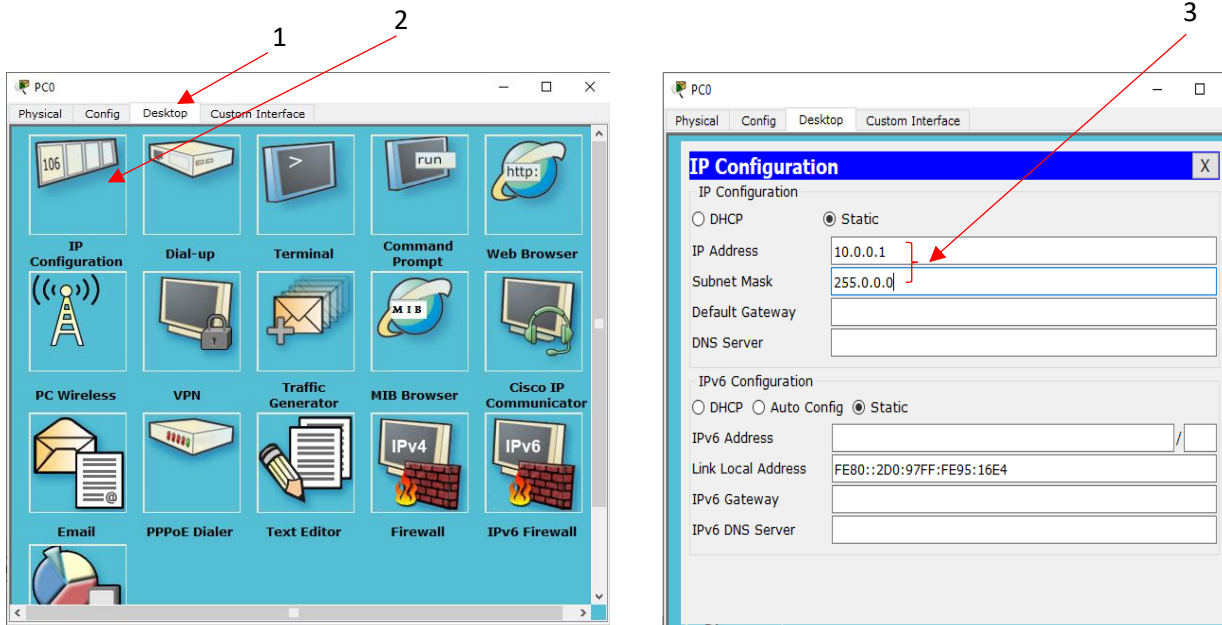 1
2
3
PC0
Physical Config Desktop Custom Interface
106
>
run
http:
IP Configuration
Dial-up
Terminal
Command Prompt
Web Browser
MIB
PC Wireless
VPN
Traffic Generator
MIB Browser
Cisco IP Communicator
@
IPv4
IPv6
Email
PPPoE Dialer
Text Editor
Firewall
IPv6 Firewall
PC0
Physical Config Desktop Custom Interface
IP Configuration X
IP Configuration
DHCP Static
IP Address 10.0.0.1
Subnet Mask 255.0.0.0
Default Gateway
DNS Server
IPv6 Configuration
DHCP Auto Config Static
IPv6 Address /
Link Local Address FE80::2D0:97FF:FE95:16E4
IPv6 Gateway
IPv6 DNS Server